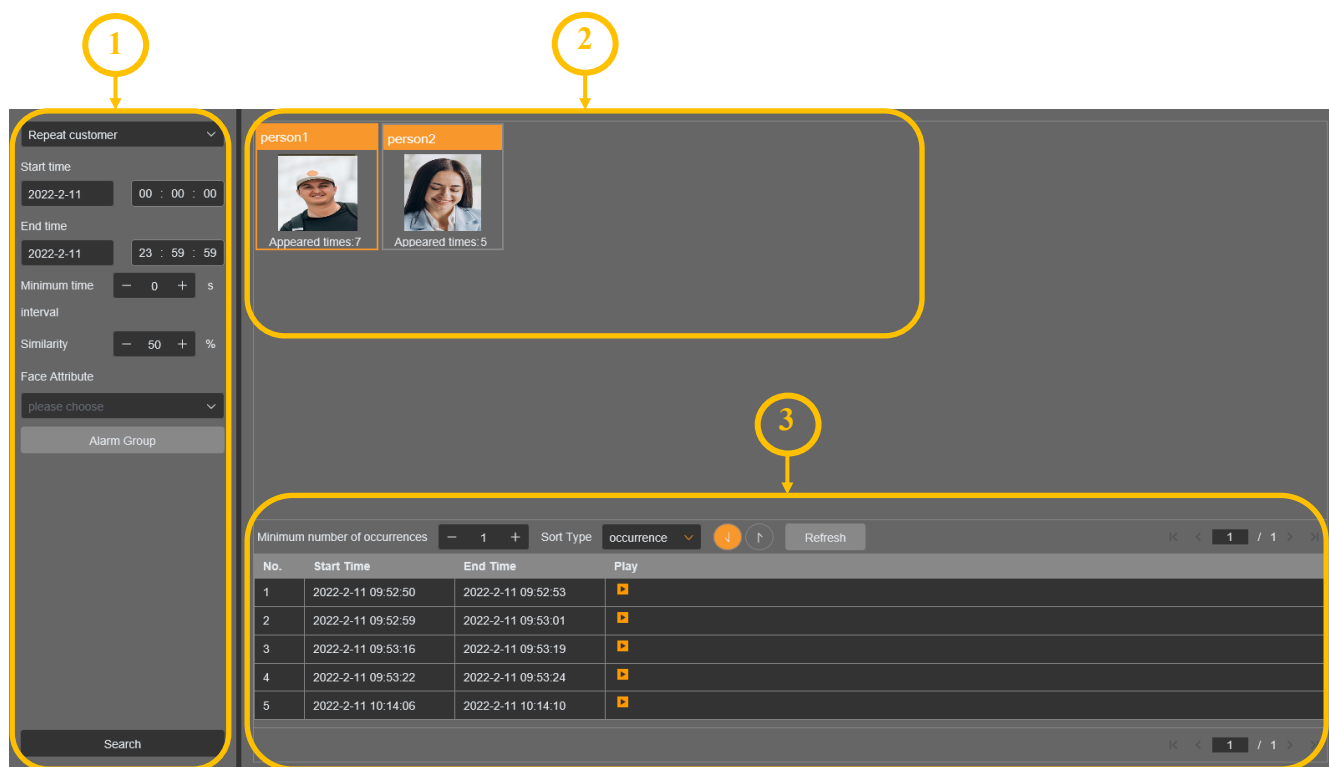 1
2
3
Repeat customer
Start time
2022-2-11 00 : 00 : 00
End time
2022-2-11 23 : 59 : 59
Minimum time − 0 + s
interval
Similarity − 50 + %
Face Attribute
please choose
Alarm Group
Search
person1 person2
Appeared times:7 Appeared times:5
Minimum number of occurrences − 1 + Sort Type occurrence Refresh 1 / 1
No. Start Time End Time Play
1 2022-2-11 09:52:50 2022-2-11 09:52:53
2 2022-2-11 09:52:59 2022-2-11 09:53:01
3 2022-2-11 09:53:16 2022-2-11 09:53:19
4 2022-2-11 09:53:22 2022-2-11 09:53:24
5 2022-2-11 10:14:06 2022-2-11 10:14:10
1 / 1